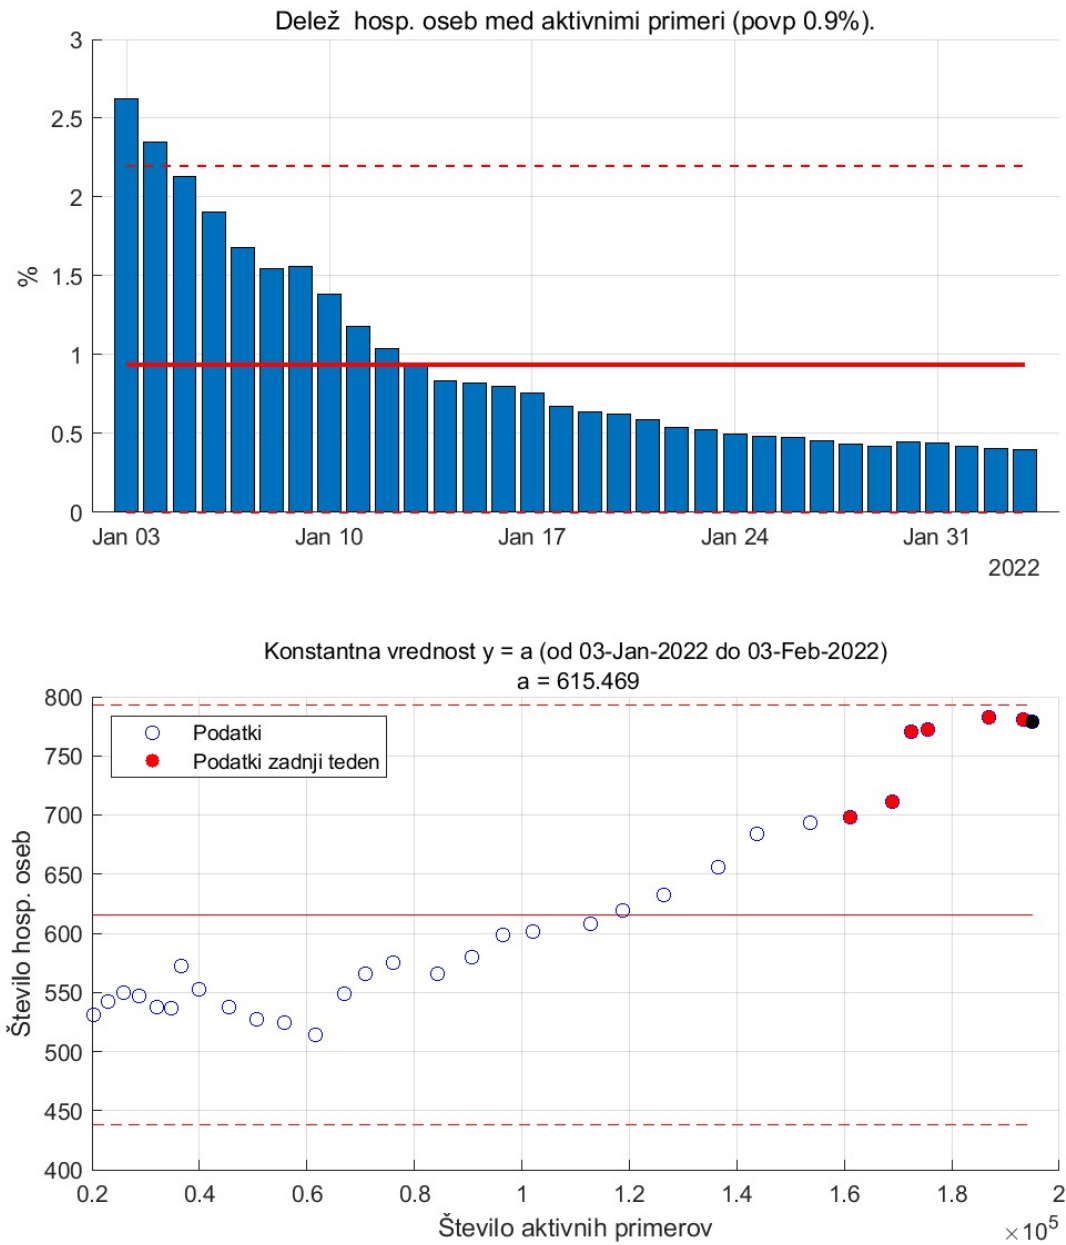 Delež hosp. oseb med aktivnimi primeri (povp 0.9%).
3
2.5
2
1.5
1
0.5
0
%
Jan 03 Jan 10 Jan 17 Jan 24 Jan 31
2022
Konstantna vrednost y = a (od 03-Jan-2022 do 03-Feb-2022)
a = 615.469
800
750
700
650
600
550
500
450
400
Število hosp. oseb
Podatki
Podatki zadnji teden
0.2 0.4 0.6 0.8 1 1.2 1.4 1.6 1.8 2
Število aktivnih primerov
×10⁵